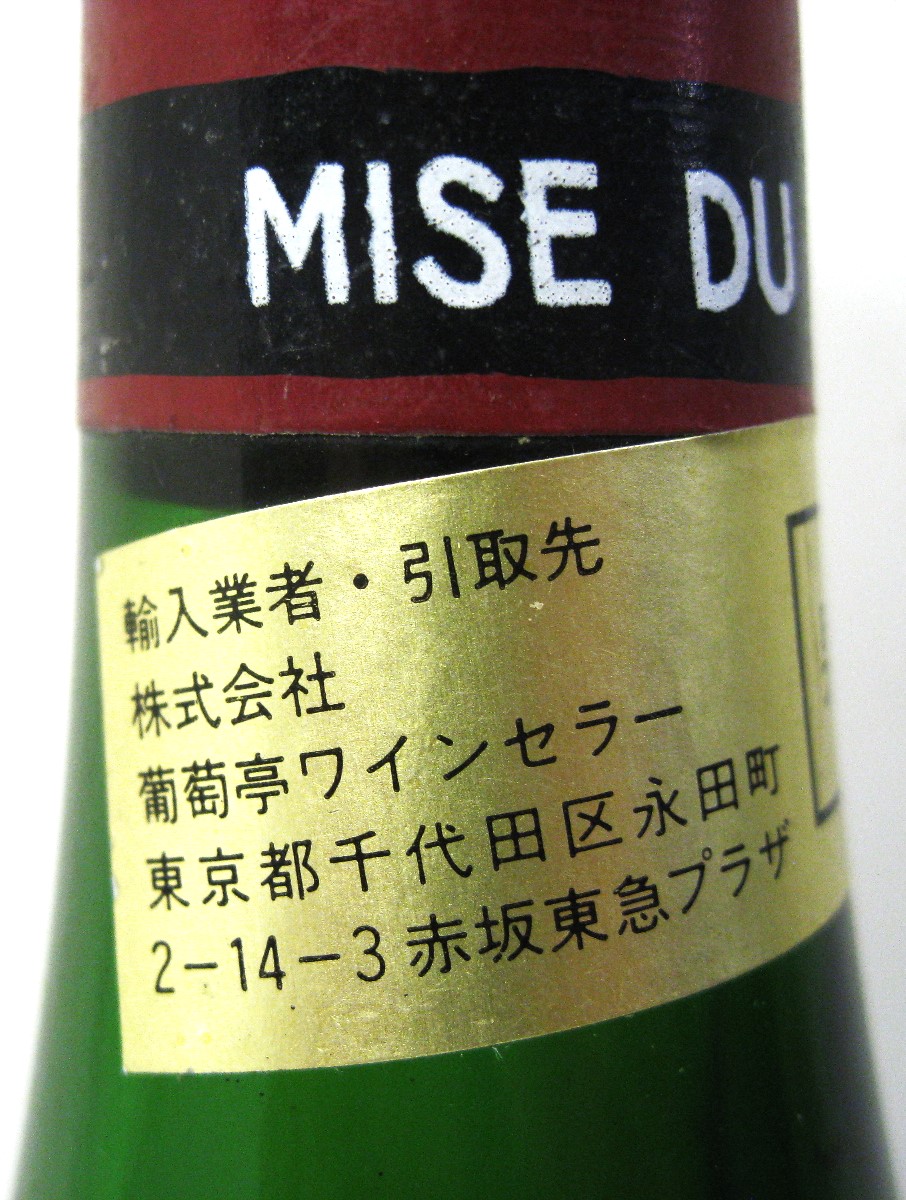 MISE DU
輸入業者・引取先
株式会社
葡萄亭ワインセラー
東京都千代田区永田町
2-14-3赤坂東急プラザ